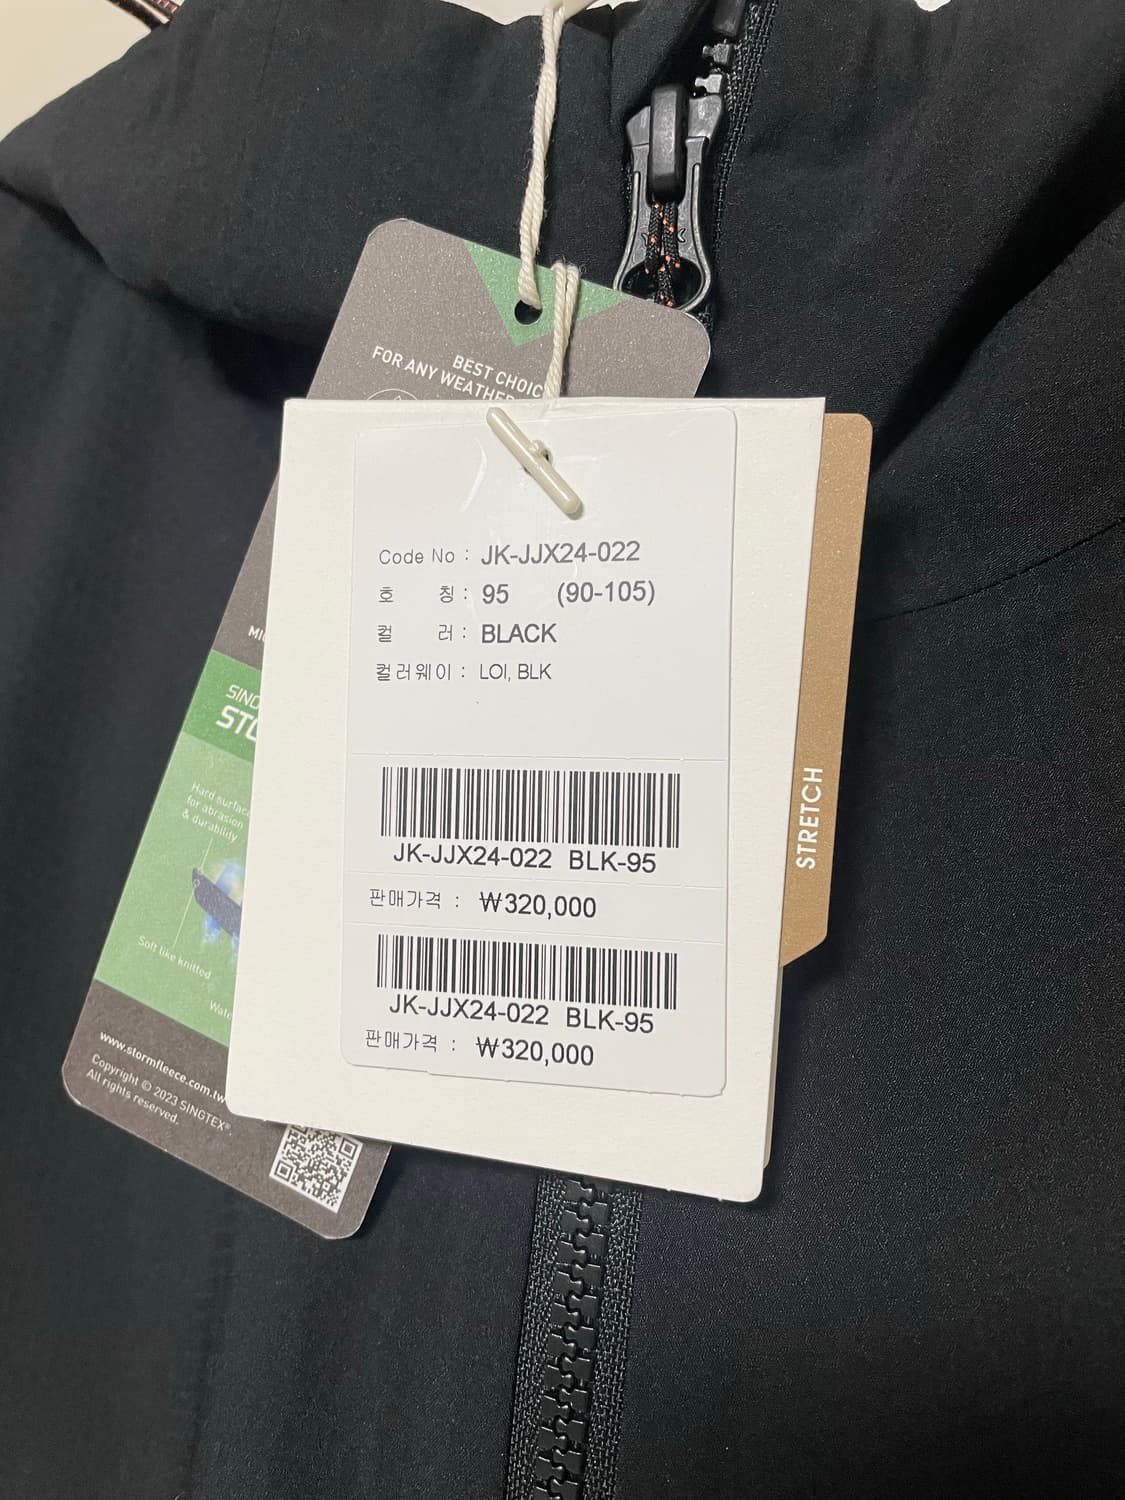 BEST CHOIC
FOR ANY WEATHER
Code No : JK-JJX24-022
호 칭 : 95 (90-105)
컬 러 : BLACK
컬러웨이 : LOI, BLK
JK-JJX24-022 BLK-95
판매가격 : ₩320,000
JK-JJX24-022 BLK-95
판매가격 : ₩320,000
STRETCH
Hard surface
for abrasion
& durability
Soft like knitted
www.stormfleece.com.tw
Copyright © 2023 SINGTEX®.
All rights reserved.